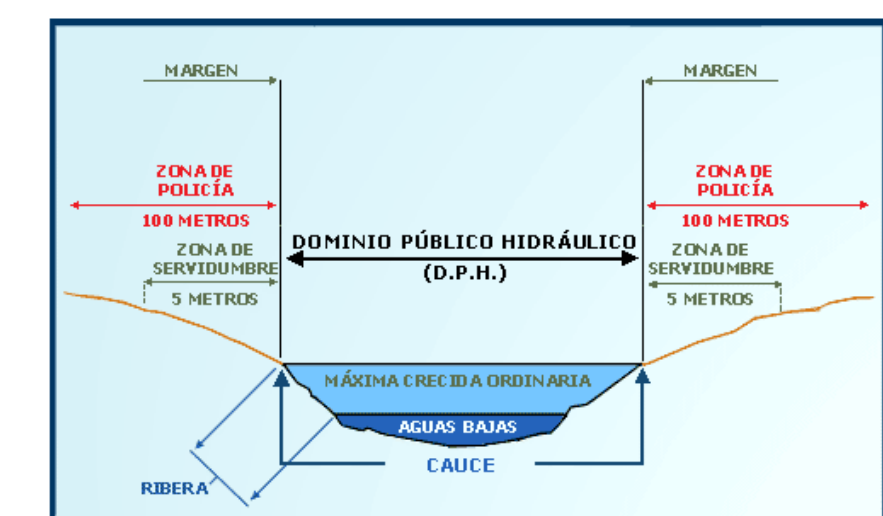 MARGEN
MARGEN
ZONA DE
POLICÍA
100 METROS
ZONA DE
POLICÍA
100 METROS
ZONA DE
SERVIDUMBRE
5 METROS
DOMINIO PÚBLICO HIDRÁULICO
(D.P.H.)
ZONA DE
SERVIDUMBRE
5 METROS
MÁXIMA CRECIDA ORDINARIA
AGUAS BAJAS
CAUCE
RIBERA